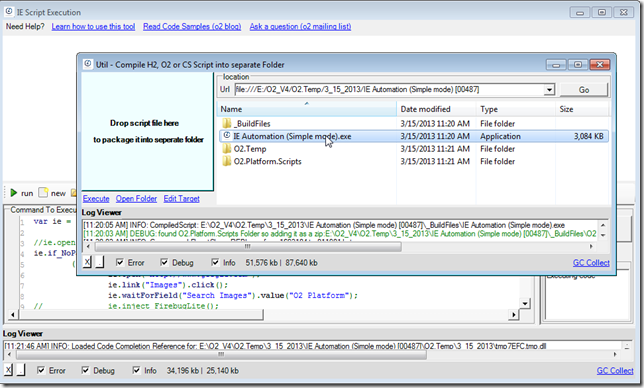 IE Script Execution
Need Help? Learn how to use this tool Read Code Samples (o2 blog) Ask a question (o2 mailing list)
Util - Compile H2, O2 or CS Script into separate Folder
location
Url file:///E:/O2_V4/O2.Temp/3_15_2013/IE Automation (Simple mode) [00487] Go
Name Date modified Type Size
_BuildFiles 3/15/2013 11:20 AM File folder
IE Automation (Simple mode).exe 3/15/2013 11:20 AM Application 3,084 KB
O2.Temp 3/15/2013 11:21 AM File folder
O2.Platform.Scripts 3/15/2013 11:21 AM File folder
Drop script file here
to package it into seperate folder
Execute Open Folder Edit Target
Log Viewer
[11:20:05 AM] INFO: CompiledScript: E:\O2_V4\O2.Temp\3_15_2013\IE Automation (Simple mode) [00487]\_BuildFiles\IE Automation (Simple mode).exe
[11:20:03 AM] DEBUG: found O2.Platform.Scripts Folder so adding it as a zip:E:\O2_V4\O2.Temp\3_15_2013\IE Automation (Simple mode) [00487]\_BuildFiles\O2
X Error Debug Info 51,576 kb | 87,640 kb GC Collect
run new
Command To Execu
1 var ie =
2
3 //ie.open
4 ie.if_NoP
5
6 ie.link("Images").click();
7 ie.waitForField("Search Images").value("O2 Platform");
8 // ie.inject_FirebugLite();
Executing code
Log Viewer
[11:21:46 AM] INFO: Loaded Code Completion Reference for: E:\O2_V4\O2.Temp\3_15_2013\IE Automation (Simple mode) [00487]\O2.Temp\3_15_2013\tmp7EFC.tmp.dll
X Error Debug Info 34,196 kb | 25,140 kb GC Collect